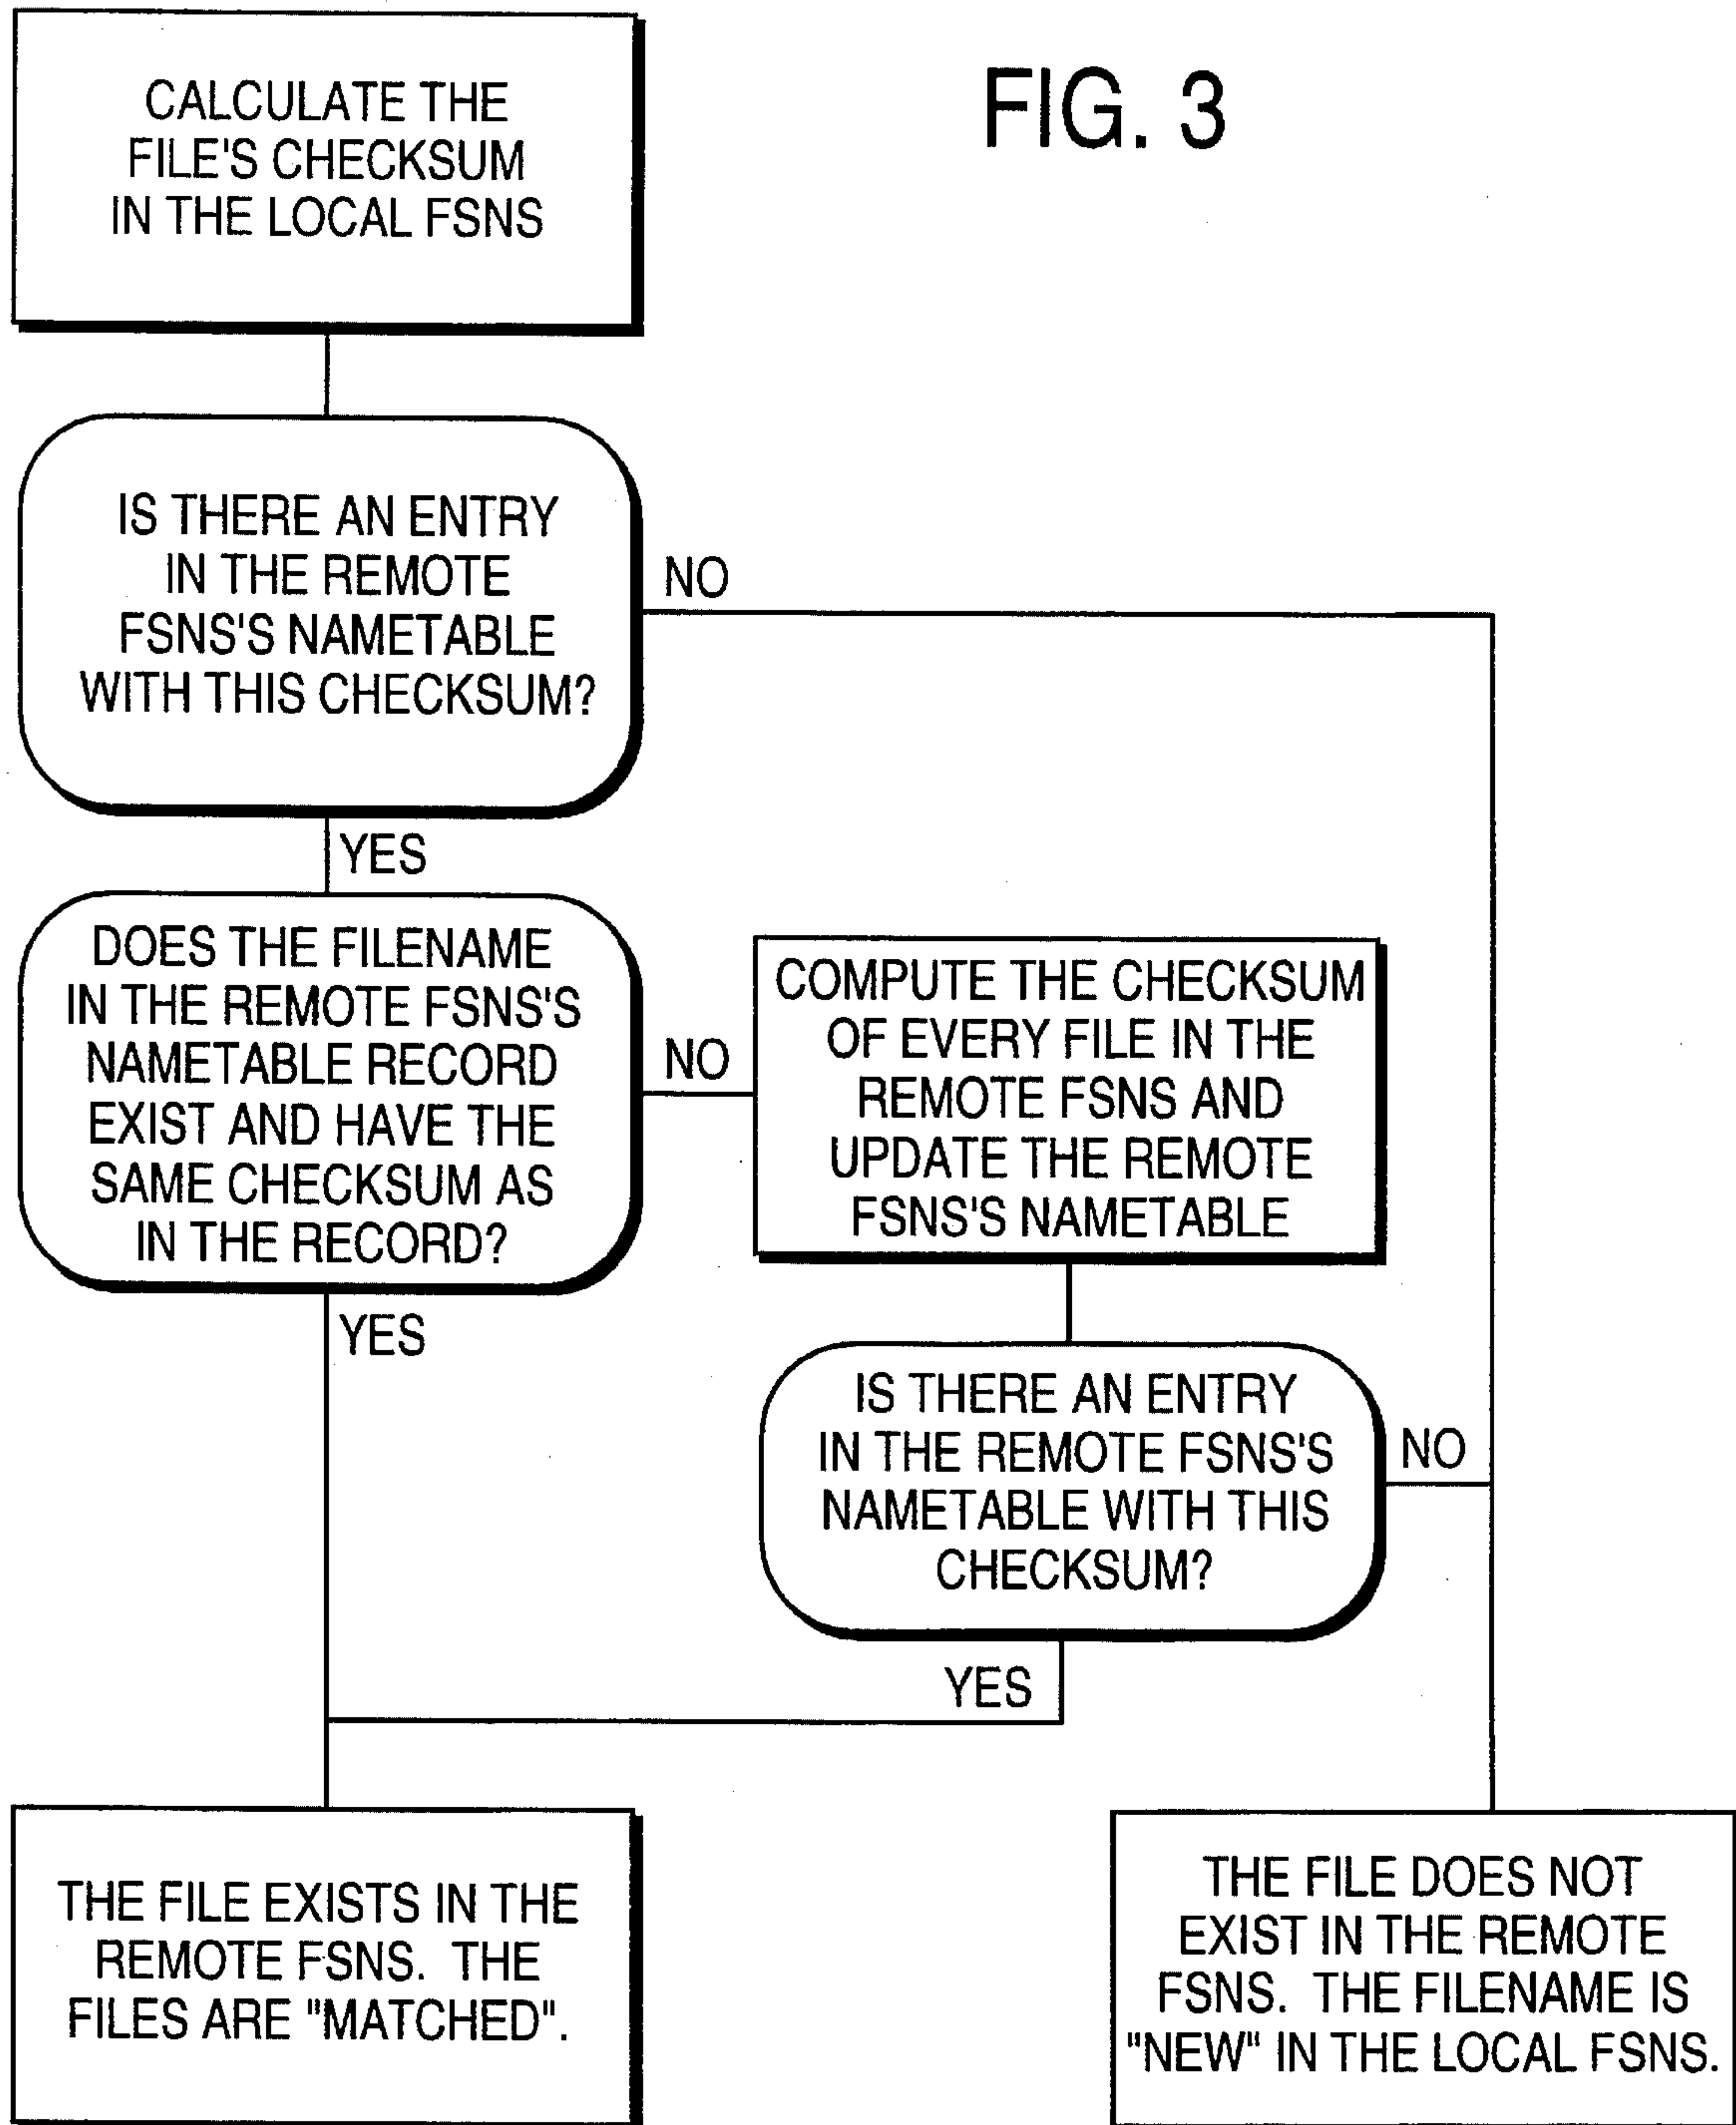 FIG. 3
CALCULATE THE
FILE'S CHECKSUM
IN THE LOCAL FSNS
IS THERE AN ENTRY
IN THE REMOTE
FSNS'S NAMETABLE
WITH THIS CHECKSUM?
NO
YES
DOES THE FILENAME
IN THE REMOTE FSNS'S
NAMETABLE RECORD
EXIST AND HAVE THE
SAME CHECKSUM AS
IN THE RECORD?
NO
YES
COMPUTE THE CHECKSUM
OF EVERY FILE IN THE
REMOTE FSNS AND
UPDATE THE REMOTE
FSNS'S NAMETABLE
IS THERE AN ENTRY
IN THE REMOTE FSNS'S
NAMETABLE WITH THIS
CHECKSUM?
NO
YES
THE FILE EXISTS IN THE
REMOTE FSNS. THE
FILES ARE "MATCHED".
THE FILE DOES NOT
EXIST IN THE REMOTE
FSNS. THE FILENAME IS
"NEW" IN THE LOCAL FSNS.